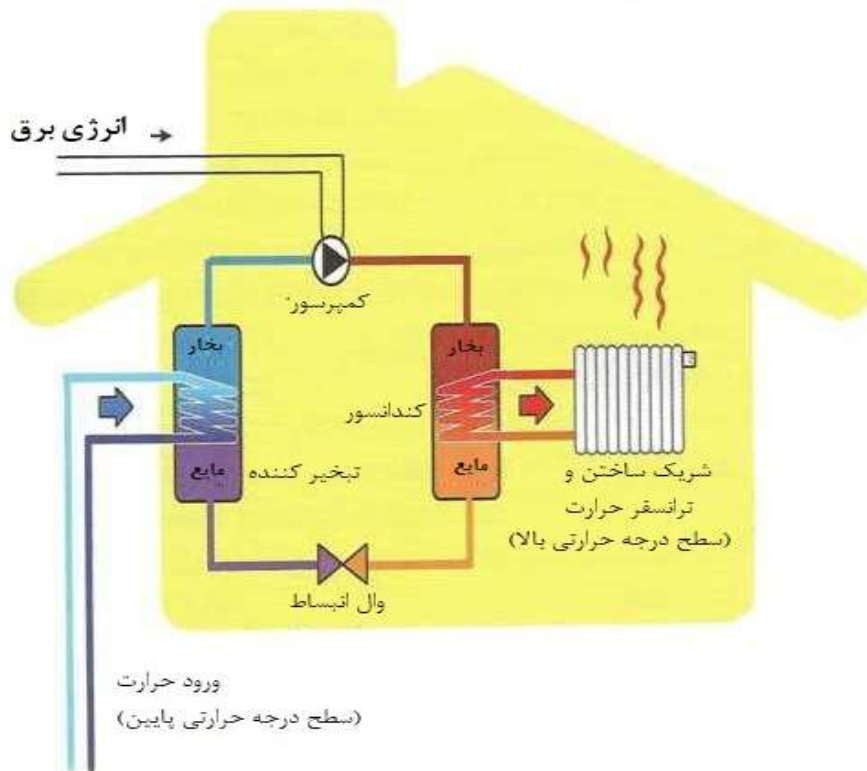 انرژی برق
کمپرسور
بخار
بخار
کندانسور
مایع
تبخیر کننده
مایع
شریک ساختن و
ترانسفر حرارت
(سطح درجه حرارتی بالا)
وال انبساط
ورود حرارت
(سطح درجه حرارتی پایین)